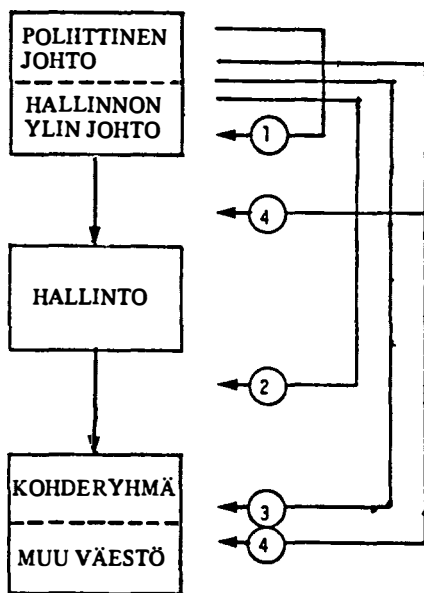 POLIITTINEN
JOHTO
HALLINNON
YLIN JOHTO
1
4
HALLINTO
2
KOHDERYHMÄ
3
MUU VÄESTÖ
4